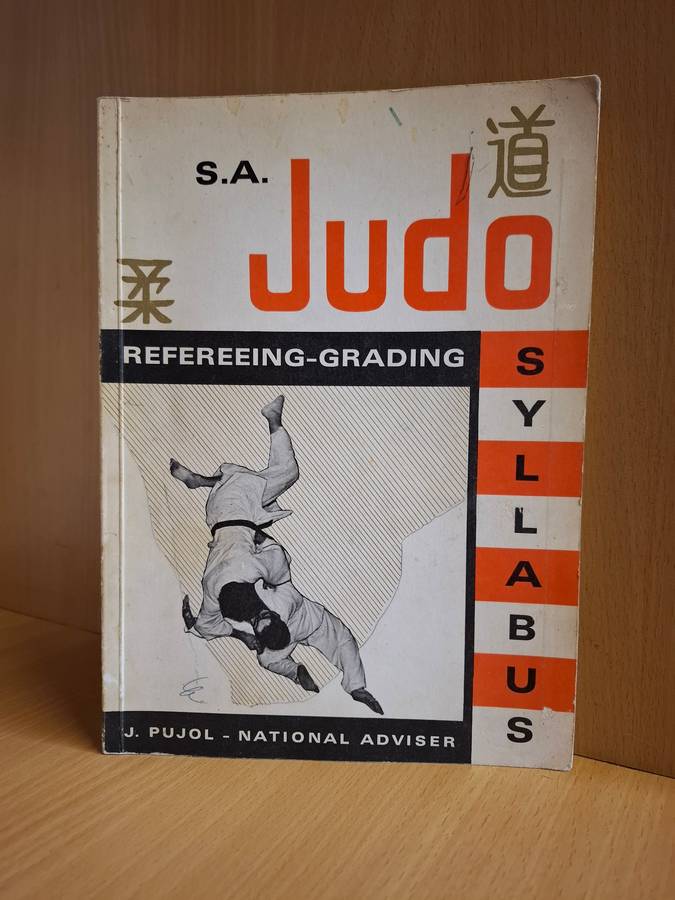 道
S.A.
Judo
柔
REFEREEING-GRADING
SYLLABUS
J. PUJOL - NATIONAL ADVISER